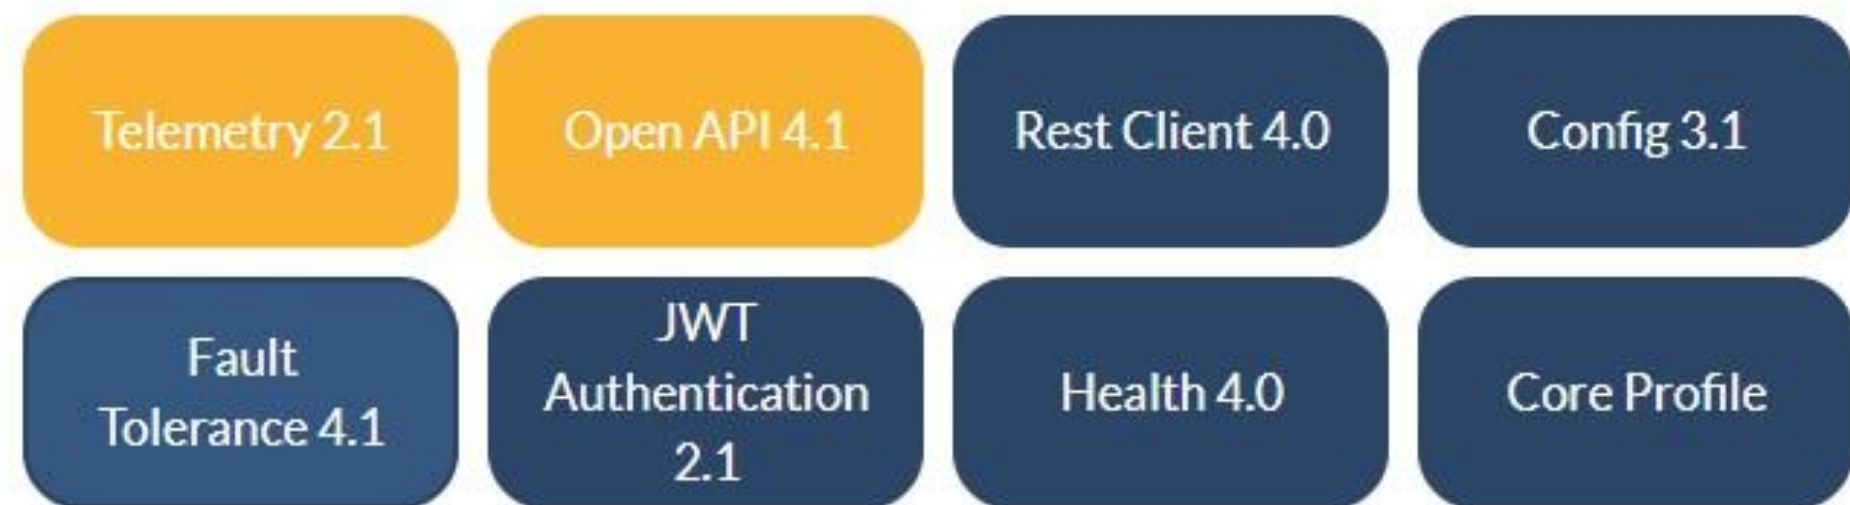 Telemetry 2.1
Open API 4.1
Rest Client 4.0
Config 3.1
Fault
Tolerance 4.1
JWT
Authentication
2.1
Health 4.0
Core Profile